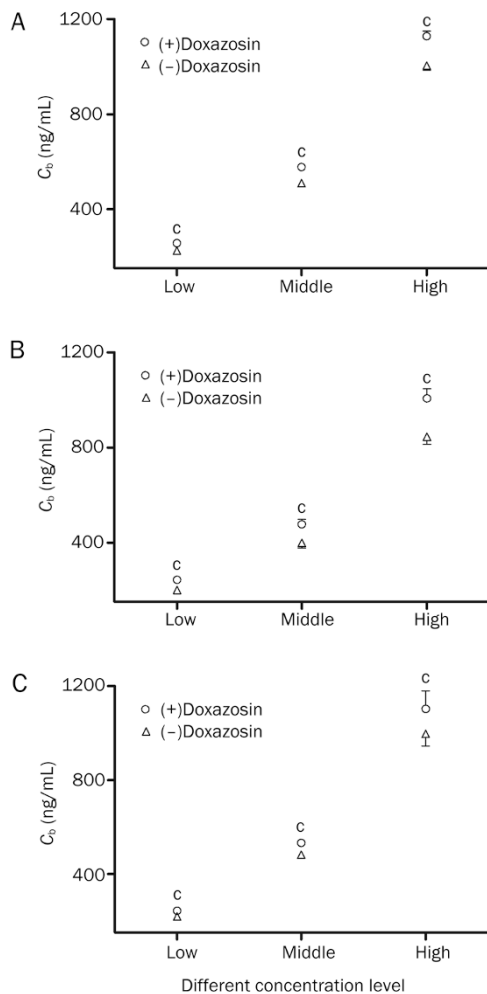 A
1200
(+)Doxazosin
(−)Doxazosin
c
800
C_b (ng/mL)
c
400
c
Low Middle High
B
1200
(+)Doxazosin
(−)Doxazosin
c
800
C_b (ng/mL)
c
400
c
Low Middle High
C
1200
(+)Doxazosin
(−)Doxazosin
c
800
C_b (ng/mL)
c
400
c
Low Middle High
Different concentration level